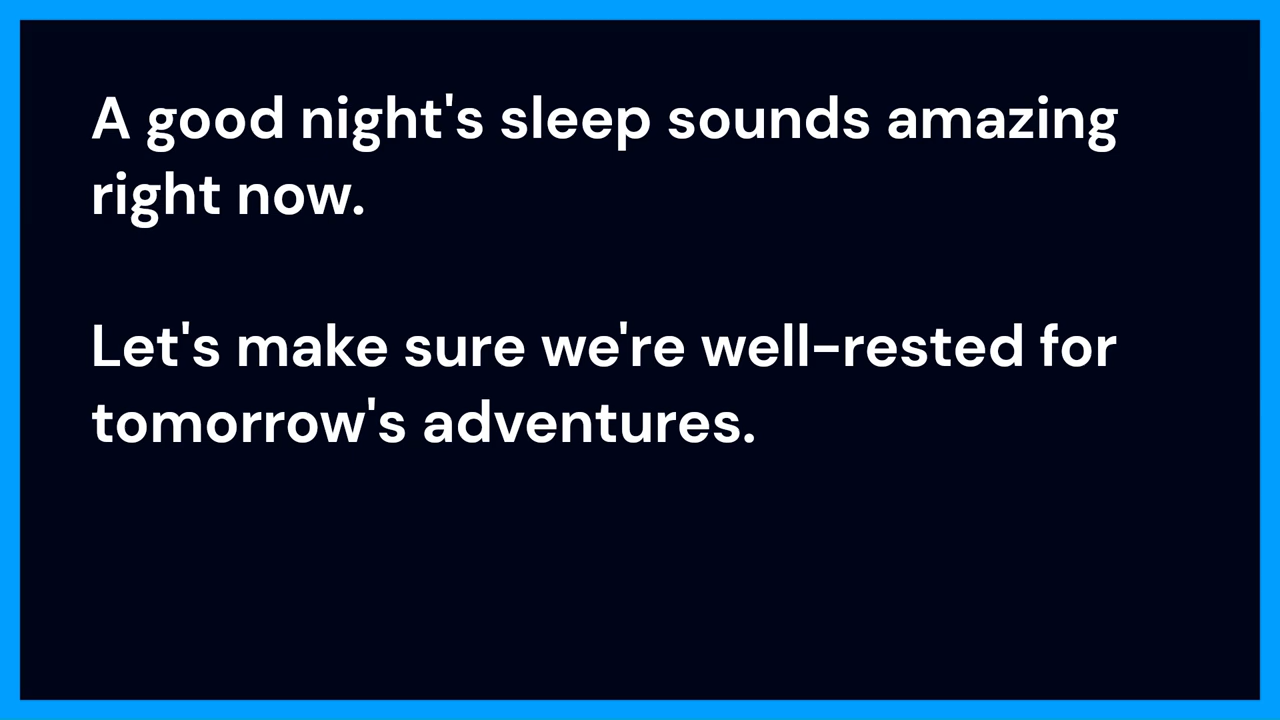 A good night's sleep sounds amazing
right now.
Let's make sure we're well-rested for
tomorrow's adventures.